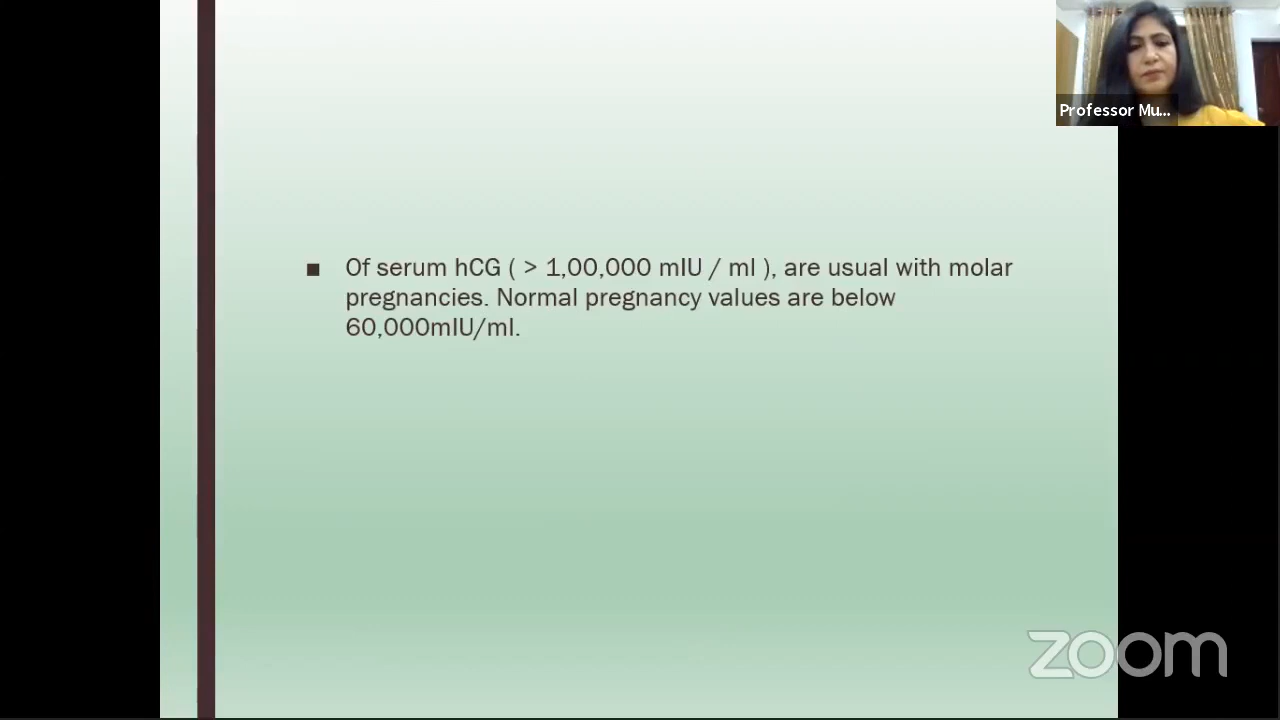 Professor Mu...
■ Of serum hCG ( > 1,00,000 mIU / ml ), are usual with molar
pregnancies. Normal pregnancy values are below
60,000mIU/ml.
zoom